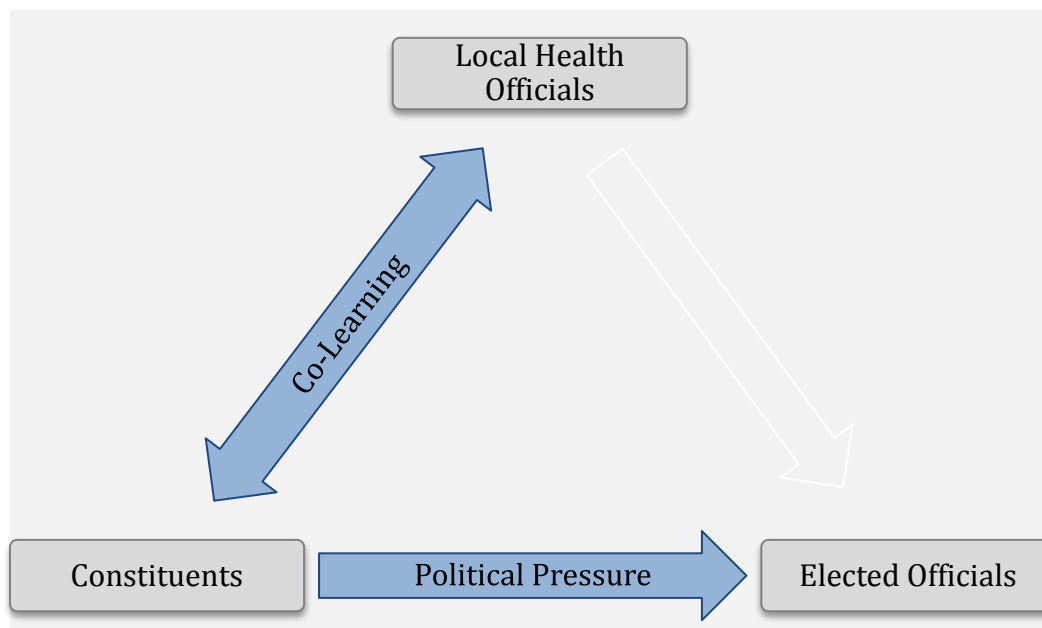 Local Health
Officials
Co-Learning
Constituents
Political Pressure
Elected Officials